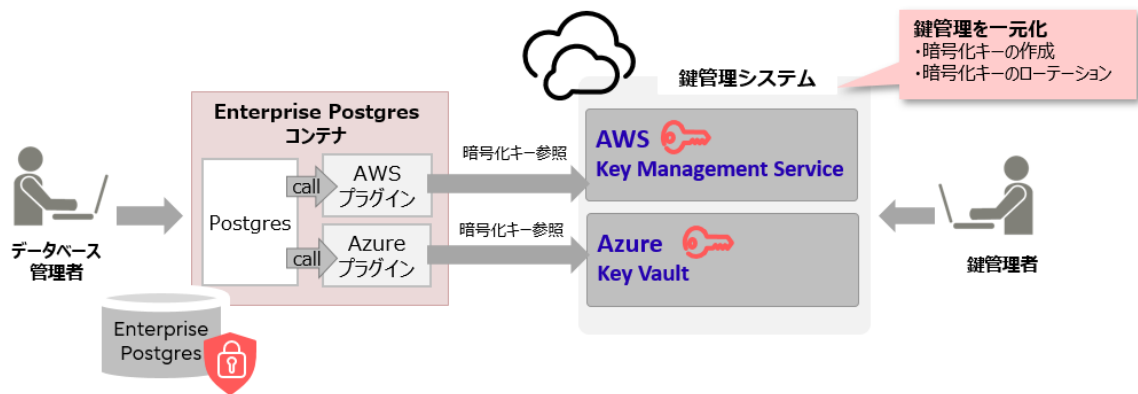 鍵管理を一元化
・暗号化キーの作成
・暗号化キーのローテーション
鍵管理システム
Enterprise Postgres
コンテナ
Postgres
call
AWS
プラグイン
call
Azure
プラグイン
暗号化キー参照
暗号化キー参照
AWS
Key Management Service
Azure
Key Vault
データベース
管理者
鍵管理者
Enterprise
Postgres